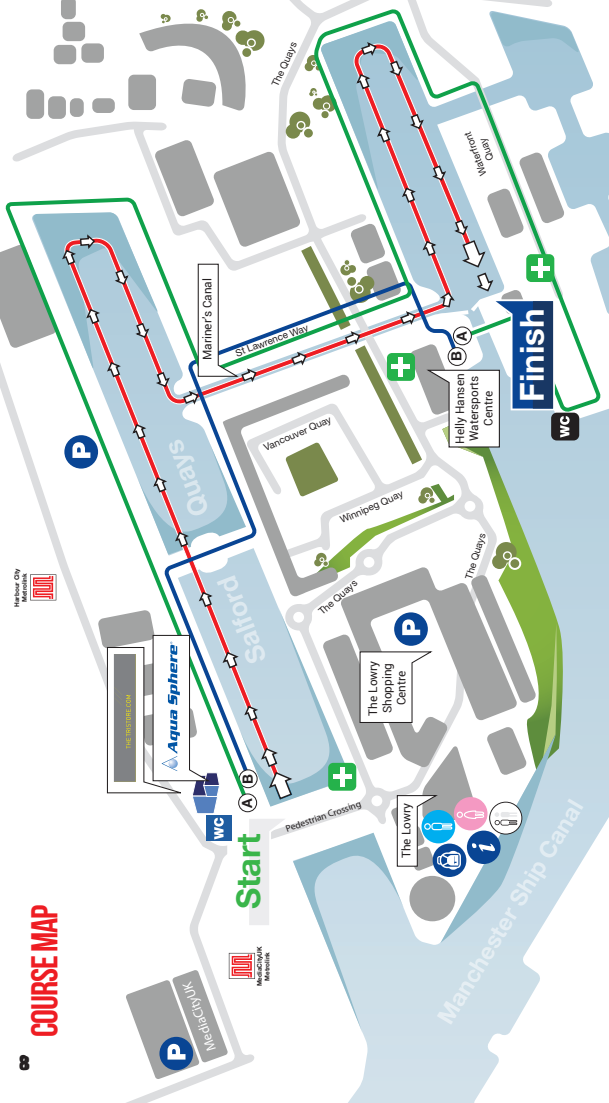 8
COURSE MAP
P
MediaCityUK
MediaCityUK
Metrolink
Start
WC
A
B
THETRISTORE.COM
Aqua Sphere
Harbour City
Metrolink
P
Salford
Quays
Mariner's Canal
St Lawrence Way
The Quays
Waterfront
Quay
Vancouver Quay
Winnipeg Quay
The Quays
The Quays
P
The Lowry
Shopping
Centre
Pedestrian Crossing
The Lowry
i
Helly Hansen
Watersports
Centre
B
A
Finish
WC
Manchester Ship Canal